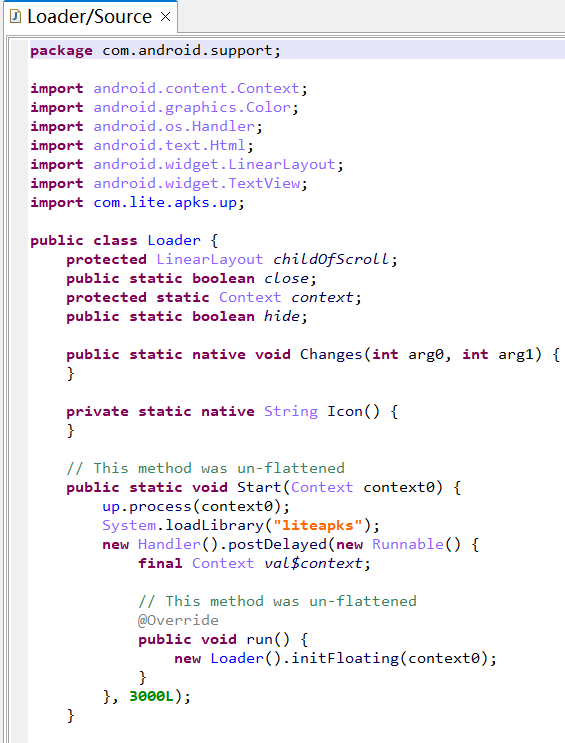 Loader/Source
package com.android.support;
import android.content.Context;
import android.graphics.Color;
import android.os.Handler;
import android.text.Html;
import android.widget.LinearLayout;
import android.widget.TextView;
import com.lite.apks.up;
public class Loader {
    protected LinearLayout childOfScroll;
    public static boolean close;
    protected static Context context;
    public static boolean hide;
    public static native void Changes(int arg0, int arg1) {
    }
    private static native String Icon() {
    }
    // This method was un-flattened
    public static void Start(Context context0) {
        up.process(context0);
        System.loadLibrary("liteapks");
        new Handler().postDelayed(new Runnable() {
            final Context val$context;
            // This method was un-flattened
            @Override
            public void run() {
                new Loader().initFloating(context0);
            }
        }, 3000L);
    }